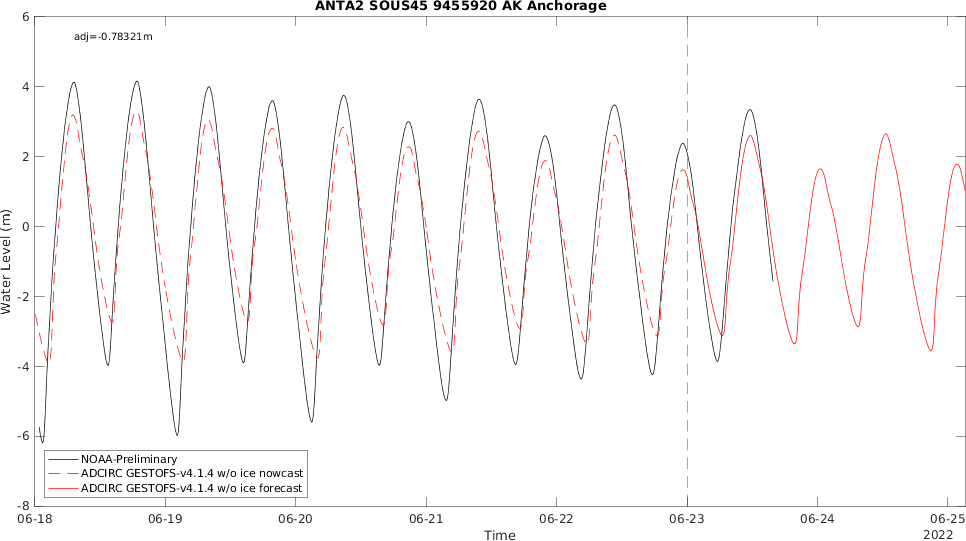 ANTA2 SOUS45 9455920 AK Anchorage
adj=-0.78321m
6
4
2
0
-2
-4
-6
-8
Water Level (m)
NOAA-Preliminary
ADCIRC GESTOFS-v4.1.4 w/o ice nowcast
ADCIRC GESTOFS-v4.1.4 w/o ice forecast
06-18 06-19 06-20 06-21 06-22 06-23 06-24 06-25
Time
2022